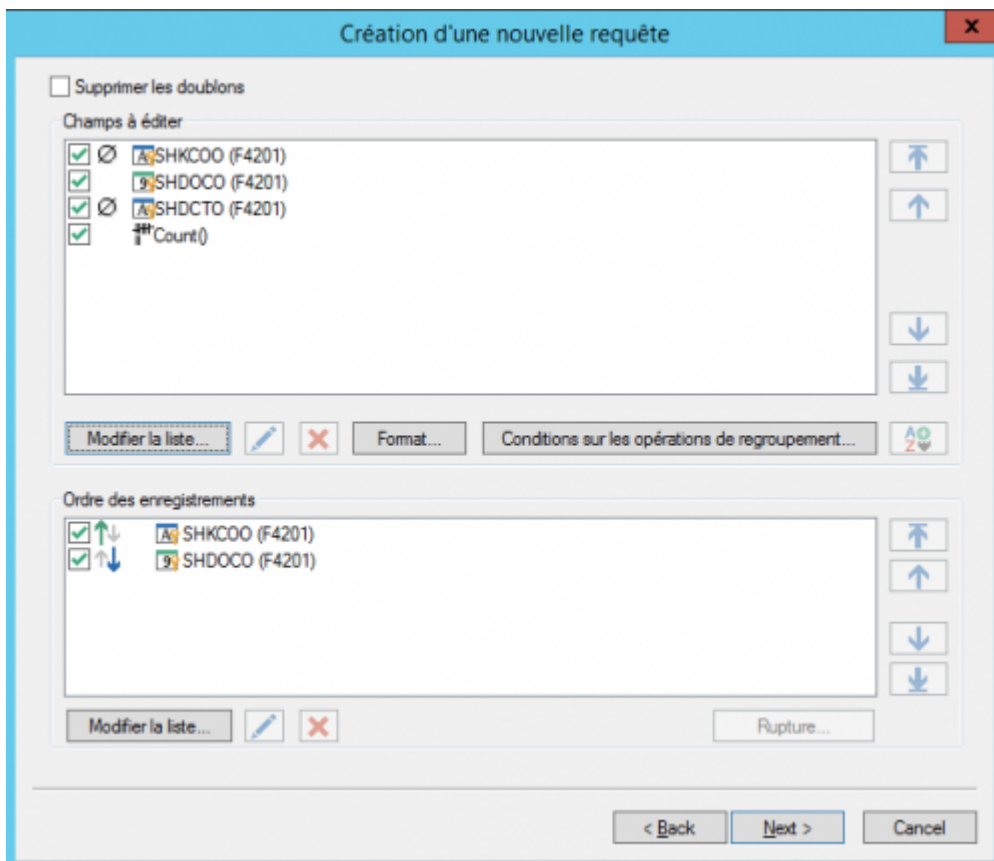 Création d'une nouvelle requête
x
Supprimer les doublons
Champs à éditer
SHKCOO (F4201)
SHDOCO (F4201)
SHDCTO (F4201)
Count()
Modifier la liste...
Format...
Conditions sur les opérations de regroupement...
Ordre des enregistrements
SHKCOO (F4201)
SHDOCO (F4201)
Modifier la liste...
Rupture...
< Back
Next >
Cancel